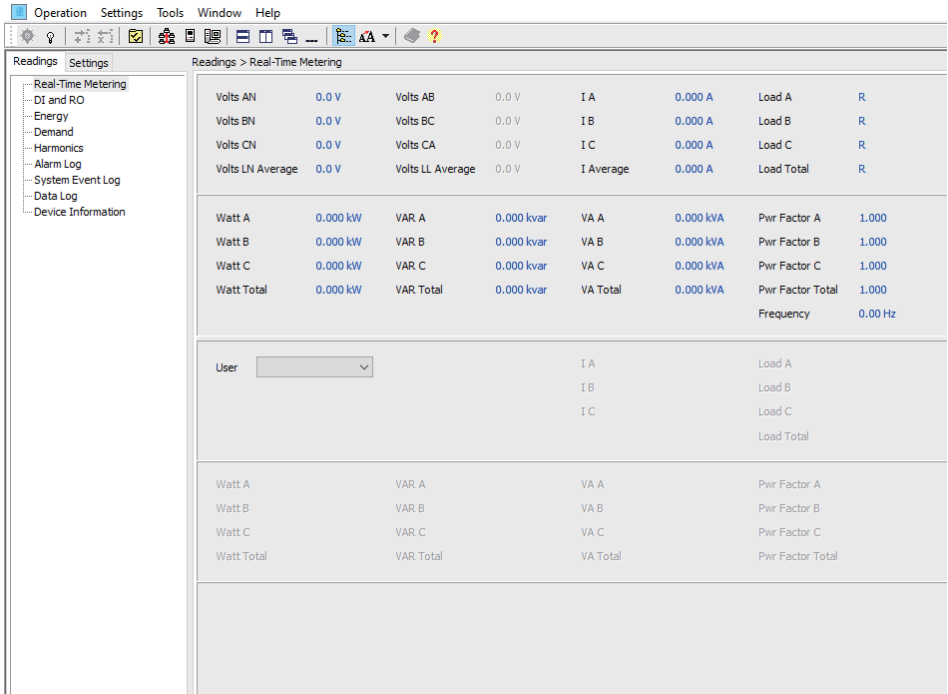 Operation Settings Tools Window Help
Readings Settings
Readings > Real-Time Metering
Real-Time Metering
DI and RO
Energy
Demand
Harmonics
Alarm Log
System Event Log
Data Log
Device Information
Volts AN 0.0 V Volts AB 0.0 V I A 0.000 A Load A R
Volts BN 0.0 V Volts BC 0.0 V I B 0.000 A Load B R
Volts CN 0.0 V Volts CA 0.0 V I C 0.000 A Load C R
Volts LN Average 0.0 V Volts LL Average 0.0 V I Average 0.000 A Load Total R
Watt A 0.000 kW VAR A 0.000 kvar VA A 0.000 kVA Pwr Factor A 1.000
Watt B 0.000 kW VAR B 0.000 kvar VA B 0.000 kVA Pwr Factor B 1.000
Watt C 0.000 kW VAR C 0.000 kvar VA C 0.000 kVA Pwr Factor C 1.000
Watt Total 0.000 kW VAR Total 0.000 kvar VA Total 0.000 kVA Pwr Factor Total 1.000
Frequency 0.00 Hz
User I A Load A
I B Load B
I C Load C
Load Total
Watt A VAR A VA A Pwr Factor A
Watt B VAR B VA B Pwr Factor B
Watt C VAR C VA C Pwr Factor C
Watt Total VAR Total VA Total Pwr Factor Total